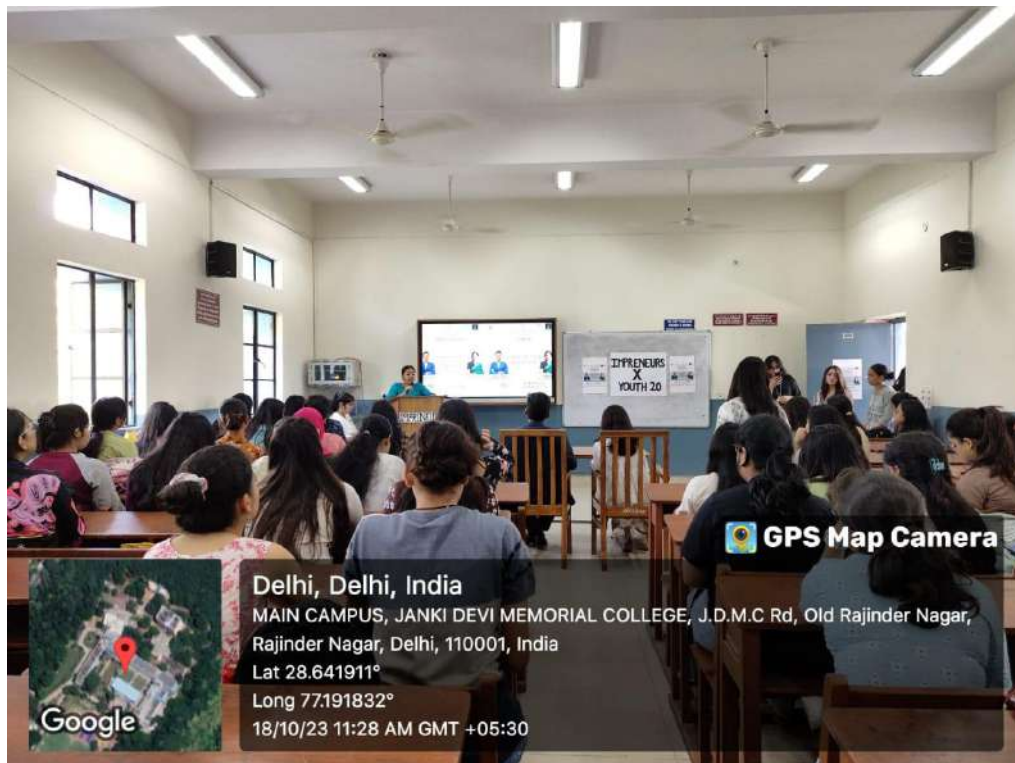 IMPRENEURS
X
YOUTH 20
GPS Map Camera
Delhi, Delhi, India
MAIN CAMPUS, JANKI DEVI MEMORIAL COLLEGE, J.D.M.C Rd, Old Rajinder Nagar,
Rajinder Nagar, Delhi, 110001, India
Lat 28.641911°
Long 77.191832°
18/10/23 11:28 AM GMT +05:30
Google